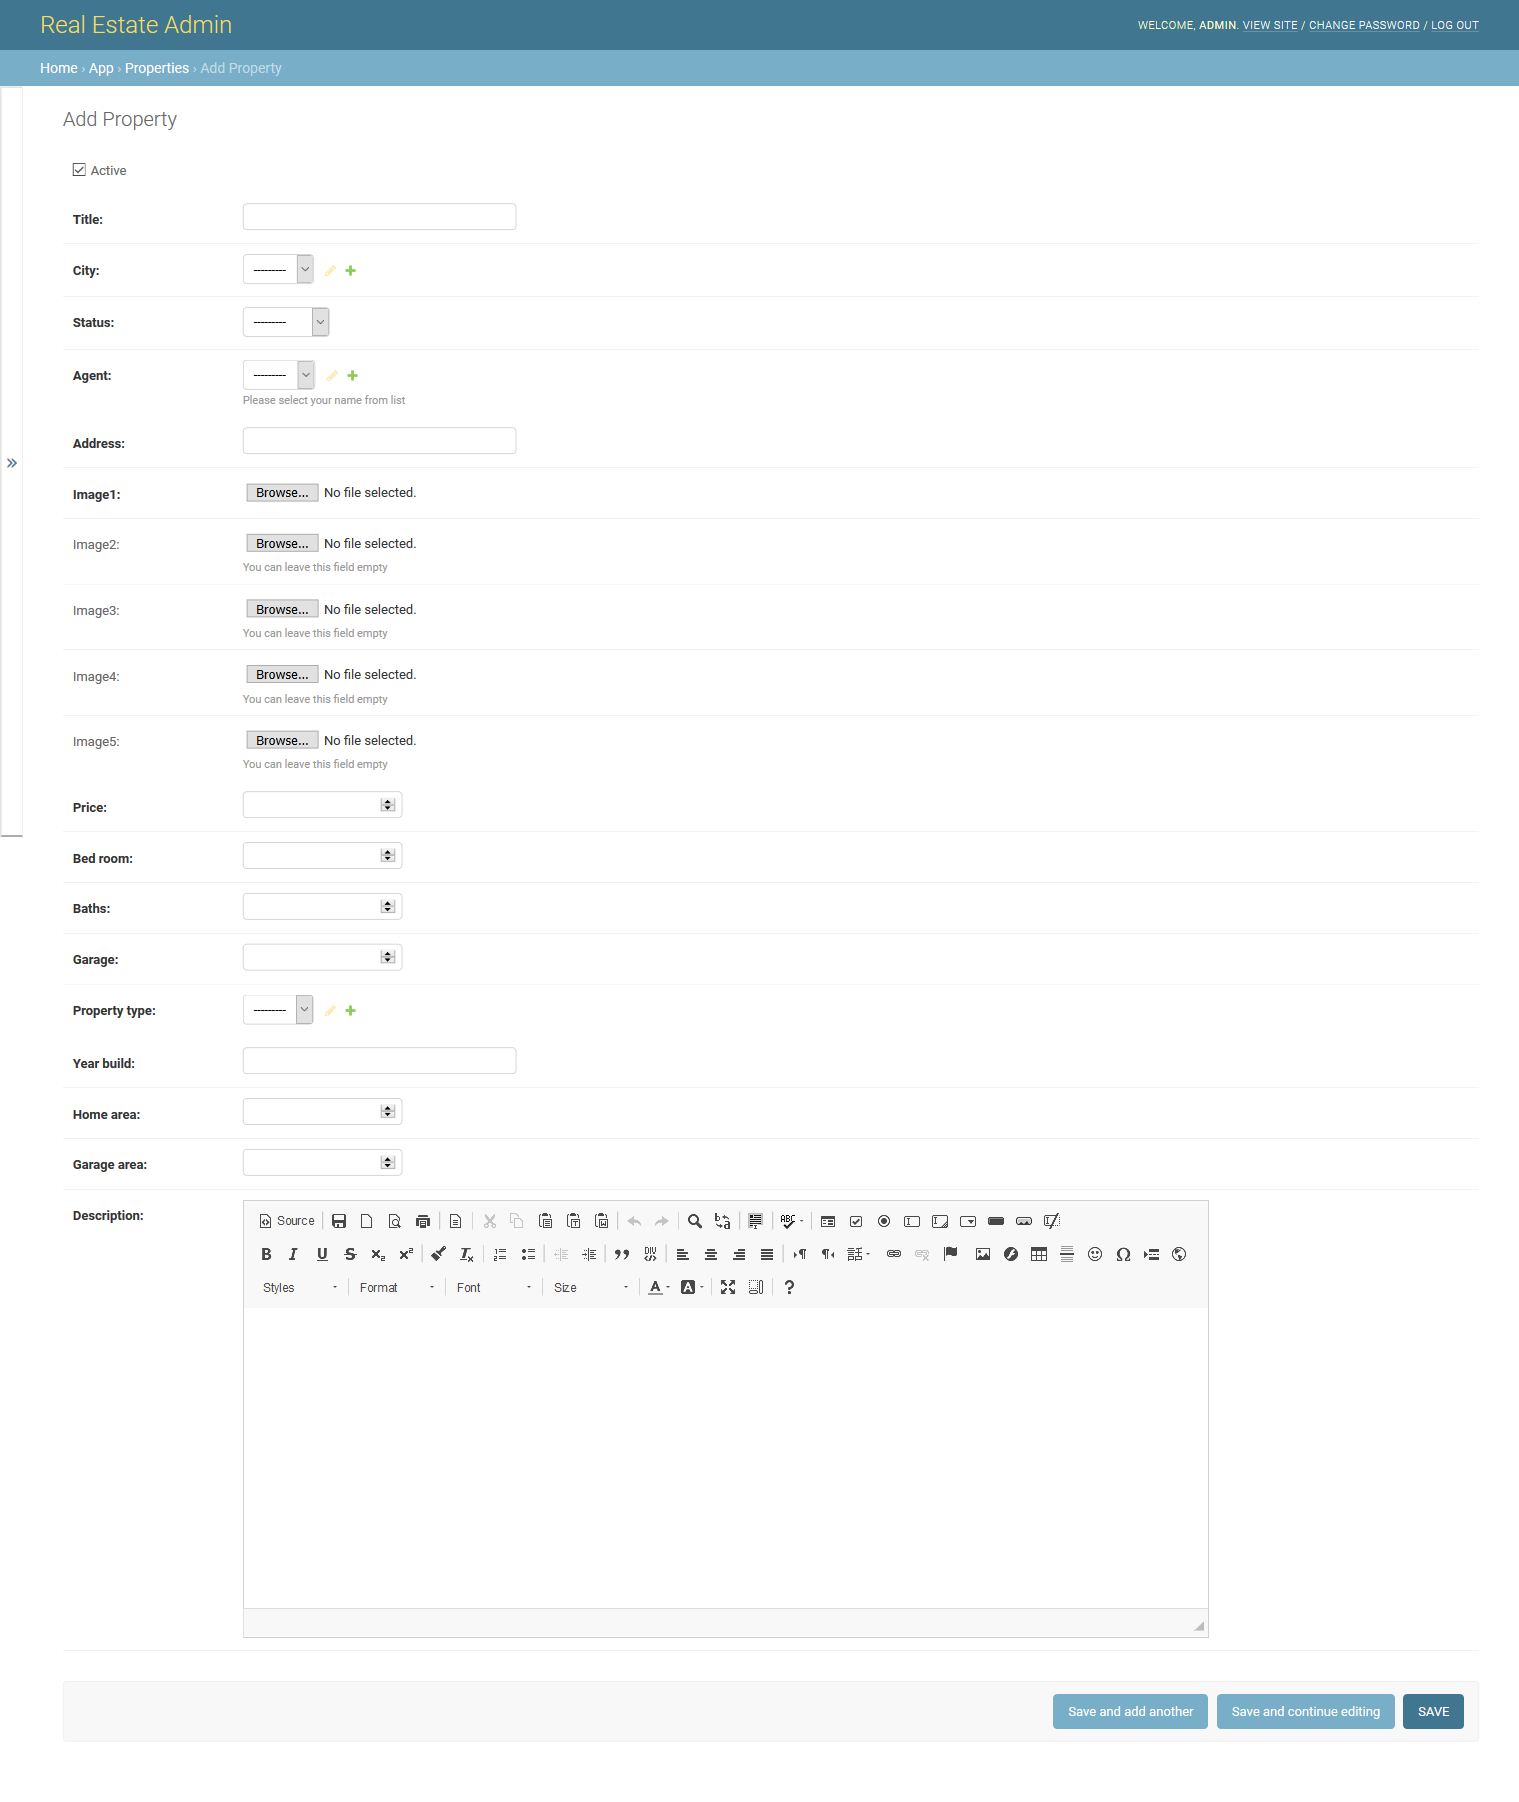 Real Estate Admin
WELCOME, ADMIN. VIEW SITE / CHANGE PASSWORD / LOG OUT
Home › App › Properties › Add Property
Add Property
Active
Title:
City: ---------
Status: ---------
Agent: ---------
Please select your name from list
Address:
»
Image1: Browse... No file selected.
Image2: Browse... No file selected.
You can leave this field empty
Image3: Browse... No file selected.
You can leave this field empty
Image4: Browse... No file selected.
You can leave this field empty
Image5: Browse... No file selected.
You can leave this field empty
Price:
Bed room:
Baths:
Garage:
Property type: ---------
Year build:
Home area:
Garage area:
Description:
Source
Styles Format Font Size
Save and add another Save and continue editing SAVE